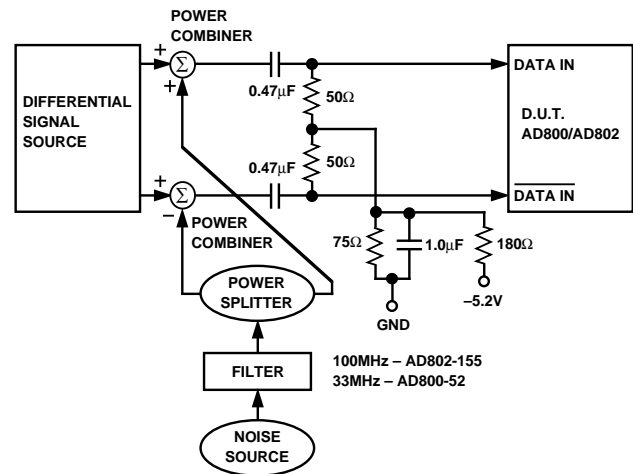 POWER
COMBINER
DIFFERENTIAL
SIGNAL
SOURCE
+
Σ
+
0.47μF
50Ω
DATA IN
D.U.T.
AD800/AD802
0.47μF
50Ω
+
Σ
−
DATA IN
POWER
COMBINER
75Ω
1.0μF
180Ω
−5.2V
GND
POWER
SPLITTER
FILTER
100MHz – AD802-155
33MHz – AD800-52
NOISE
SOURCE